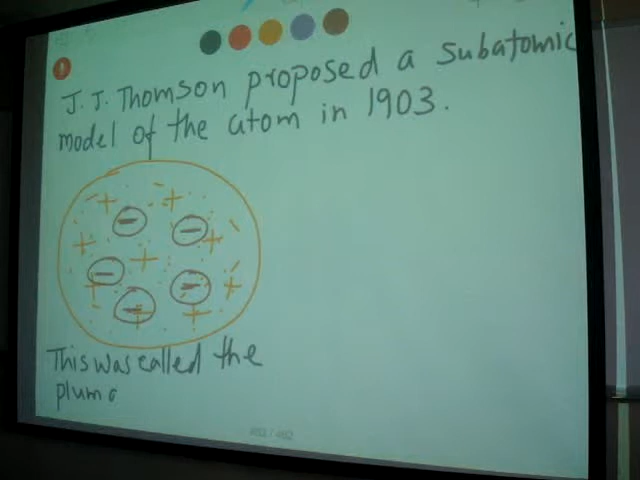 J. J. Thomson proposed a subatomic
model of the atom in 1903.
This was called the
plum